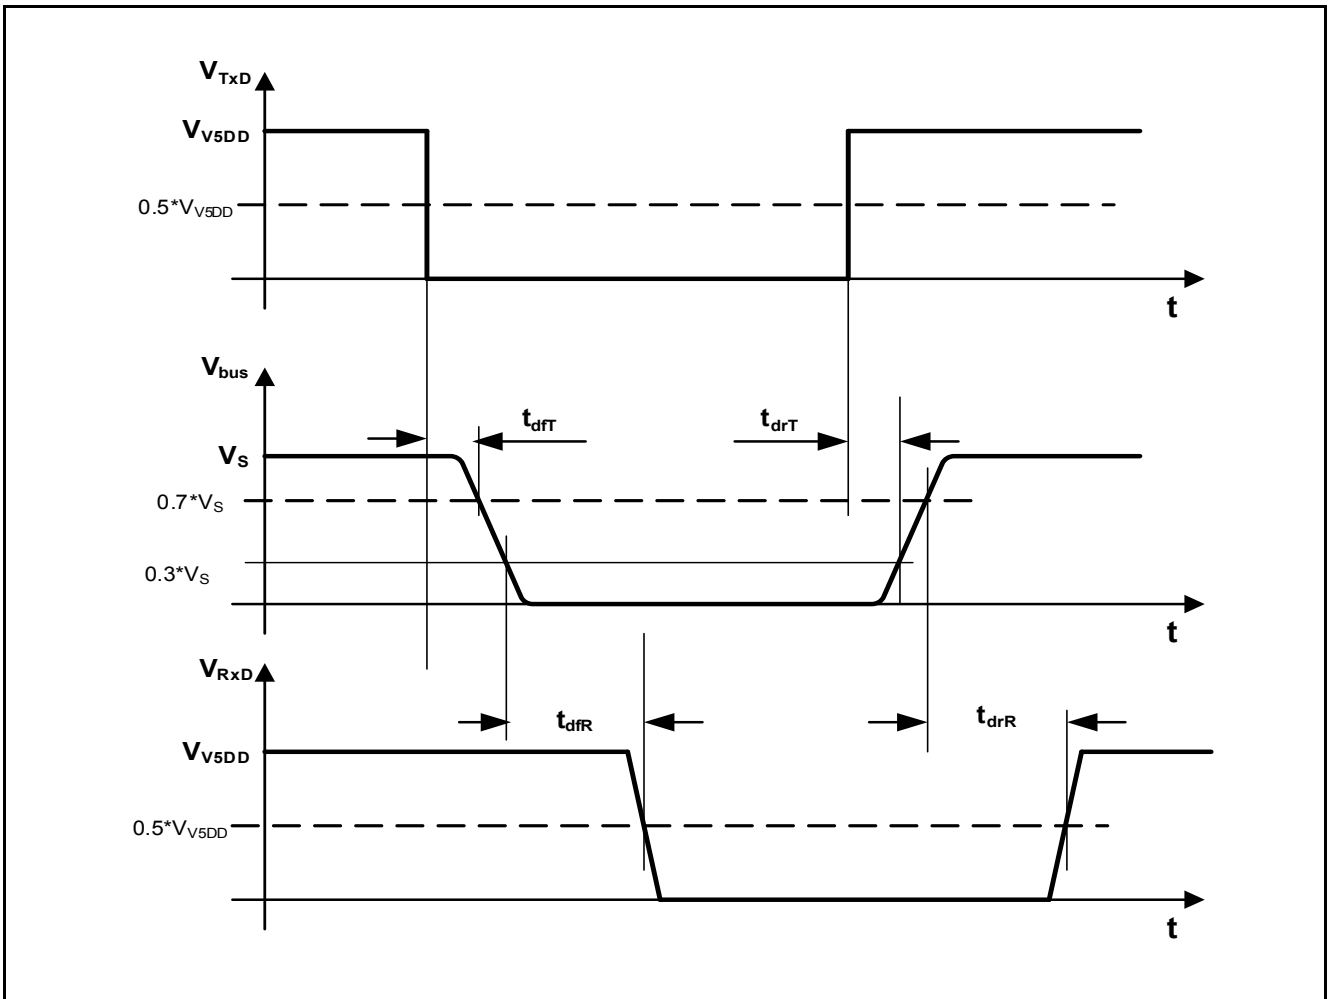 V_TxD
V_V5DD
0.5*V_V5DD
t
V_bus
t_dfT
t_drT
V_S
0.7*V_S
0.3*V_S
t
V_RxD
t_dfR
t_drR
V_V5DD
0.5*V_V5DD
t